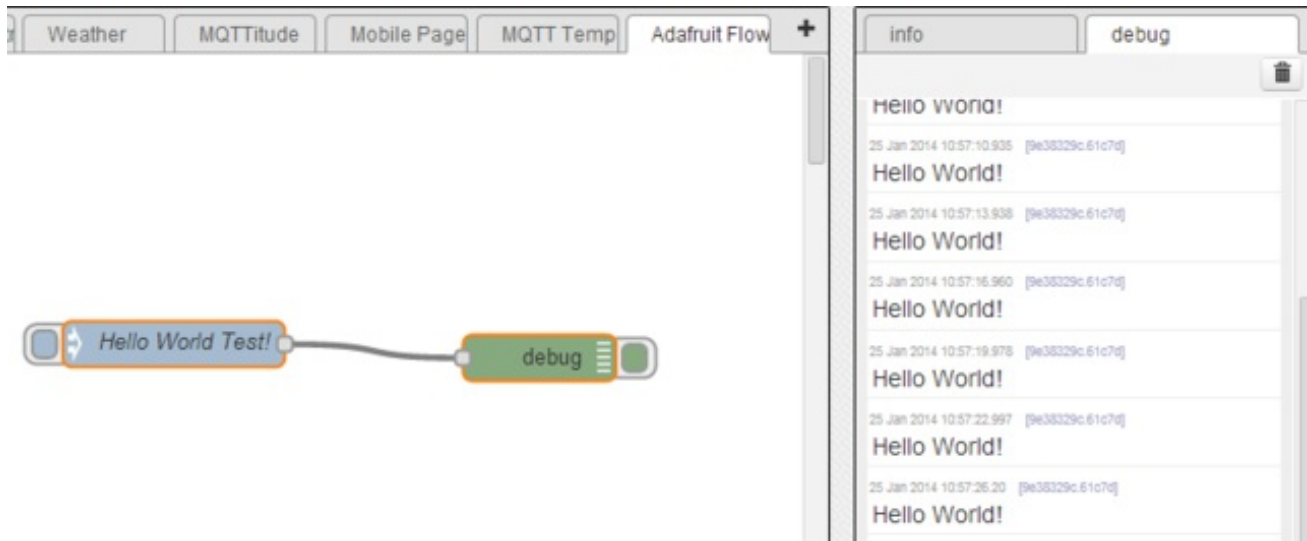 Weather
MQTTitude
Mobile Page
MQTT Temp
Adafruit Flow
+
info
debug
Hello World!
25 Jan 2014 10:57:10.935 [9e38329c.61c7d]
Hello World!
25 Jan 2014 10:57:13.938 [9e38329c.61c7d]
Hello World!
25 Jan 2014 10:57:16.960 [9e38329c.61c7d]
Hello World!
25 Jan 2014 10:57:19.978 [9e38329c.61c7d]
Hello World!
25 Jan 2014 10:57:22.997 [9e38329c.61c7d]
Hello World!
25 Jan 2014 10:57:26.20 [9e38329c.61c7d]
Hello World!
Hello World Test!
debug